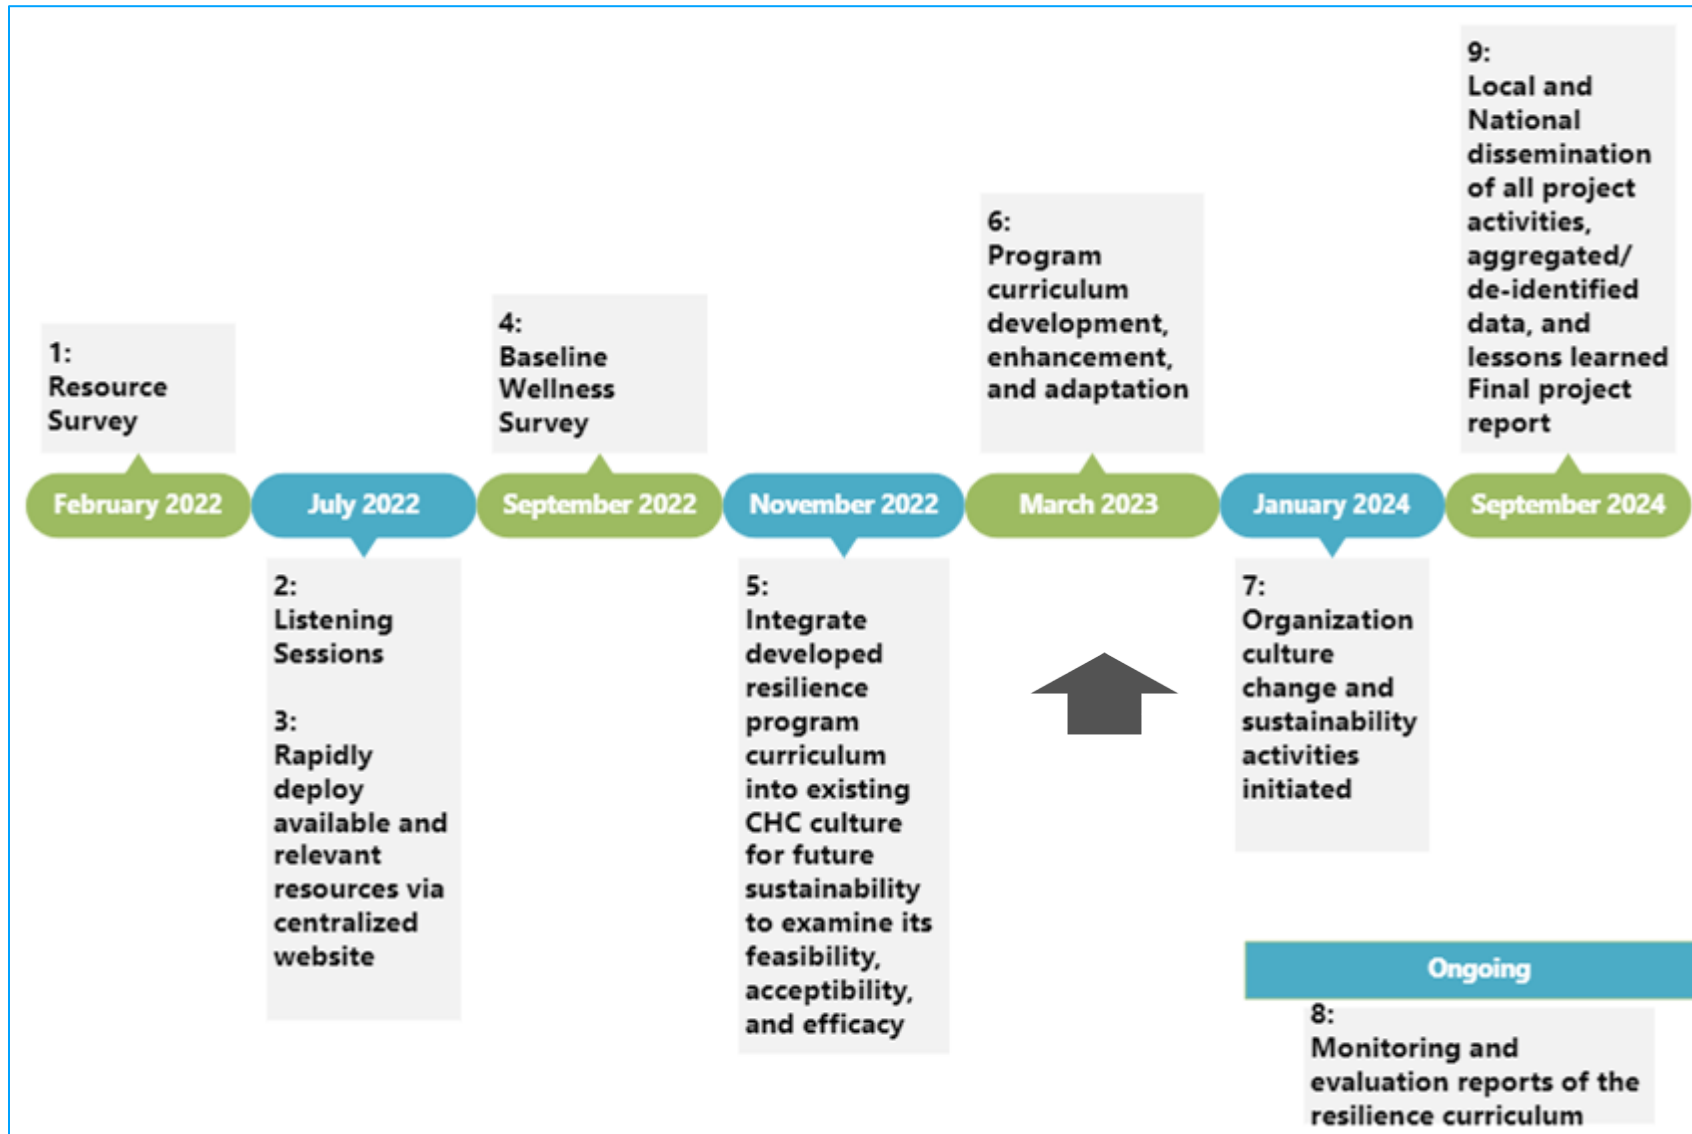 1:
Resource
Survey
February 2022
2:
Listening
Sessions
3:
Rapidly
deploy
available and
relevant
resources via
centralized
website
July 2022
4:
Baseline
Wellness
Survey
September 2022
5:
Integrate
developed
resilience
program
curriculum
into existing
CHC culture
for future
sustainability
to examine its
feasibility,
acceptibility,
and efficacy
November 2022
6:
Program
curriculum
development,
enhancement,
and adaptation
March 2023
7:
Organization
culture
change and
sustainability
activities
initiated
January 2024
9:
Local and
National
dissemination
of all project
activities,
aggregated/
de-identified
data, and
lessons learned
Final project
report
September 2024
Ongoing
8:
Monitoring and
evaluation reports of the
resilience curriculum